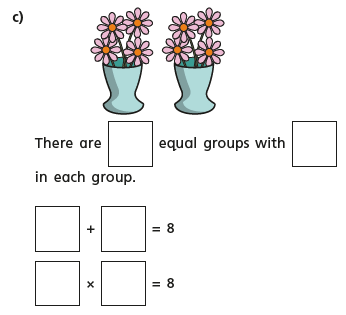 c)
There are equal groups with
in each group.
+ = 8
× = 8